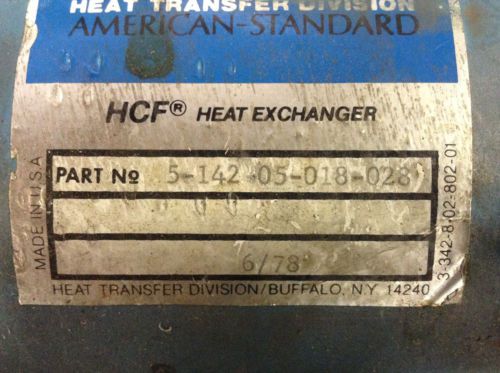 HEAT TRANSFER DIVISION
AMERICAN-STANDARD
HCF® HEAT EXCHANGER
PART No 5-142-05-018-028
6/78
HEAT TRANSFER DIVISION/BUFFALO, N.Y. 14240
MADE IN U.S.A.
3-342-8-02-802-01